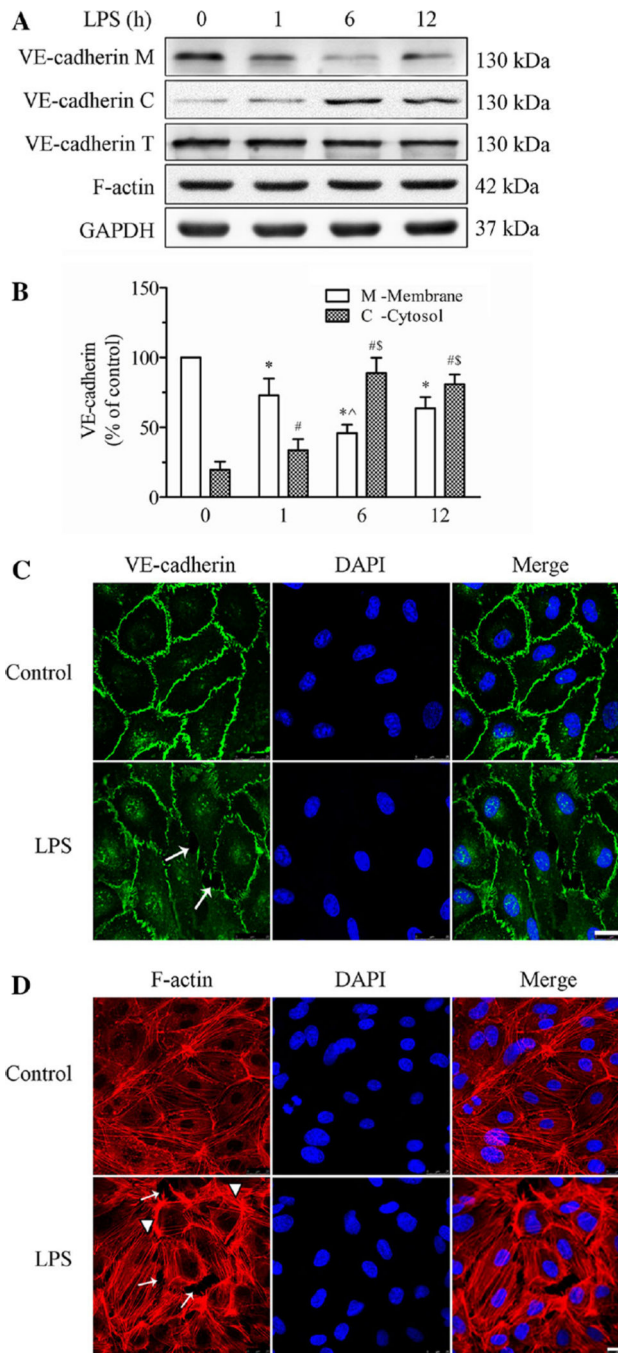 A
LPS (h) 0 1 6 12
VE-cadherin M 130 kDa
VE-cadherin C 130 kDa
VE-cadherin T 130 kDa
F-actin 42 kDa
GAPDH 37 kDa
B
M -Membrane
C -Cytosol
VE-cadherin
(% of control)
150
100
50
0
* # *^ #$ * #$
0 1 6 12
C
VE-cadherin DAPI Merge
Control
LPS
D
F-actin DAPI Merge
Control
LPS